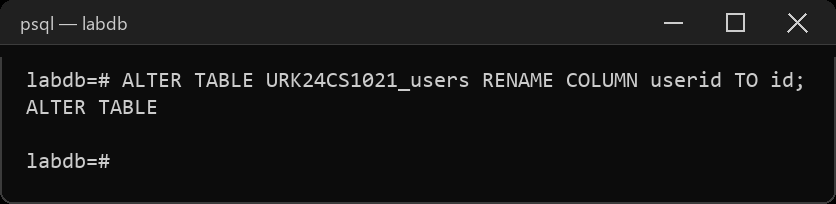 psql — labdb
labdb=# ALTER TABLE URK24CS1021_users RENAME COLUMN userid TO id;
ALTER TABLE
labdb=#